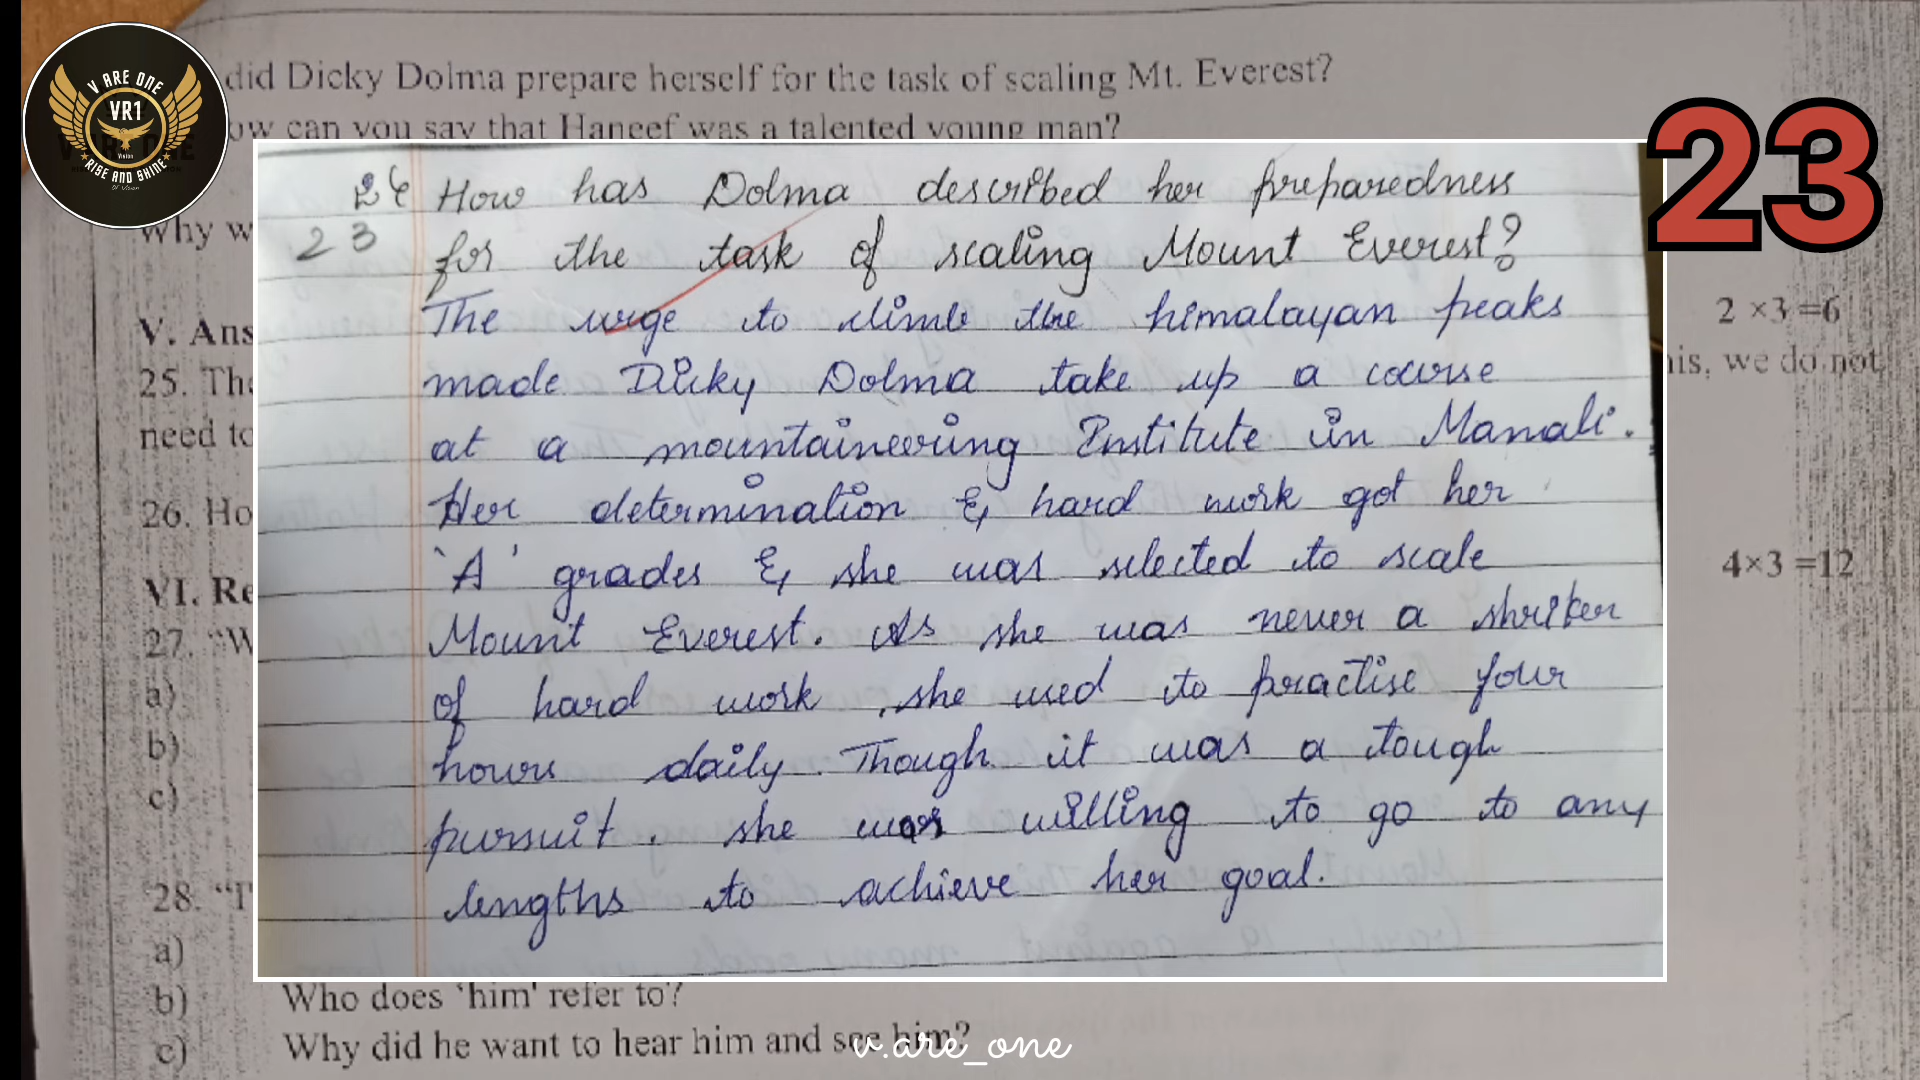 did Dicky Dolma prepare herself for the task of scaling Mt. Everest?
ow can you say that Haneef was a talented young man?
V ARE ONE
VR1
Vision
RISE AND SHINE
Of Vision
23
24 How has Dolma described her preparedness
23
for the task of scaling Mount Everest?
The urge to climb the himalayan peaks
made Dicky Dolma take up a course
at a mountaineering Institute in Manali.
Her determination & hard work got her
'A' grades & she was selected to scale
Mount Everest. As she was never a shriker
of hard work, she used to practise four
hours daily. Though it was a tough
pursuit. she was willing to go to any
lengths to achieve her goal.
Why w
V. Ans
2 ×3 =6
25. The
his, we do not
need to
26. Ho
VI. Re
4×3 =12
27. "W
a)
b)
c)
28. "I
a)
b) Who does 'him' refer to?
c) Why did he want to hear him and see him?
v.are_one